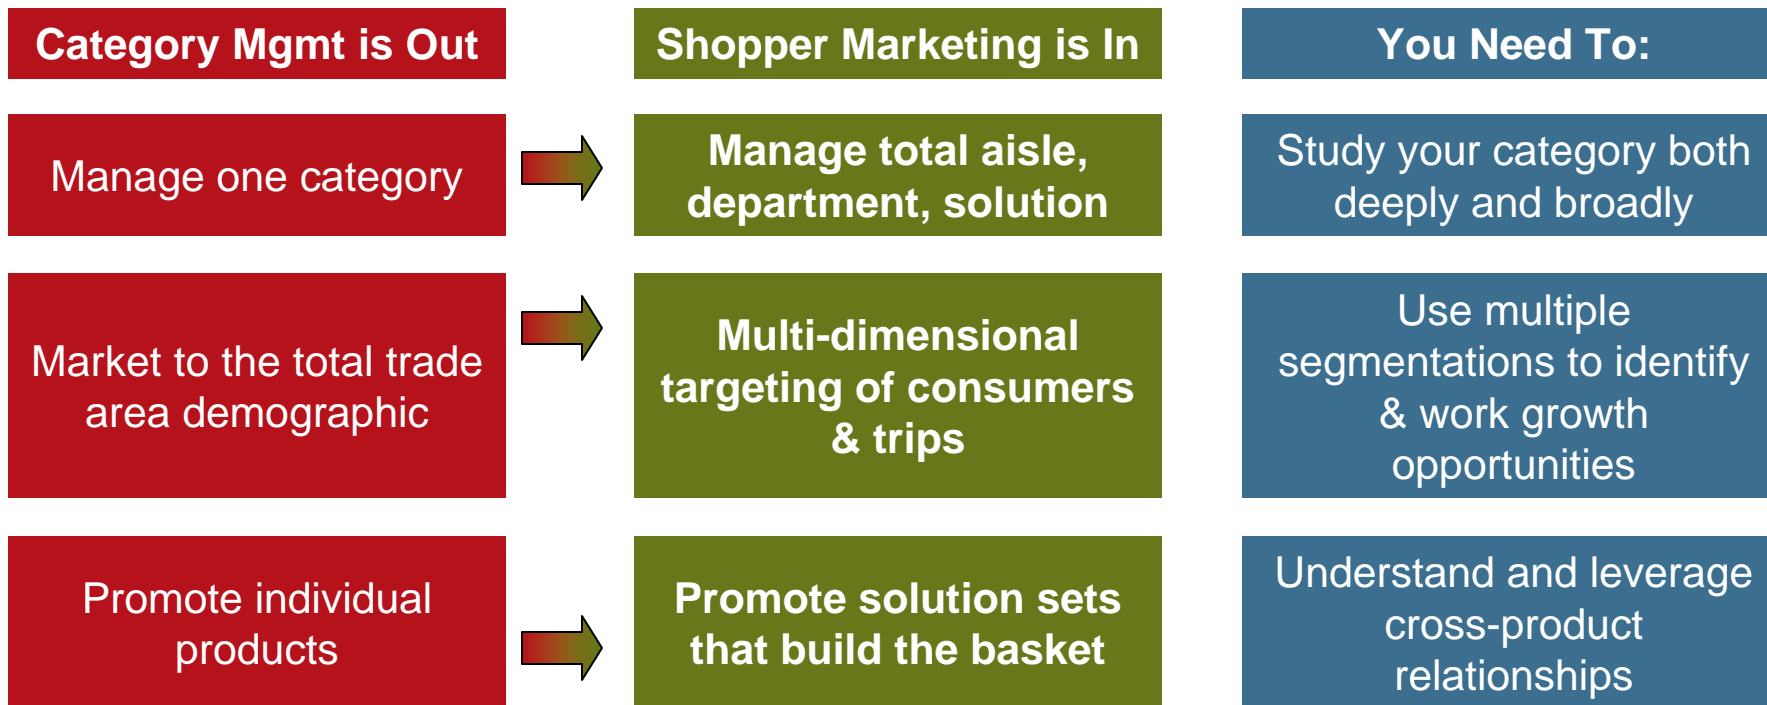 Category Mgmt is Out
Shopper Marketing is In
You Need To:
Manage one category
Manage total aisle,
department, solution
Study your category both
deeply and broadly
Market to the total trade
area demographic
Multi-dimensional
targeting of consumers
& trips
Use multiple
segmentations to identify
& work growth
opportunities
Promote individual
products
Promote solution sets
that build the basket
Understand and leverage
cross-product
relationships